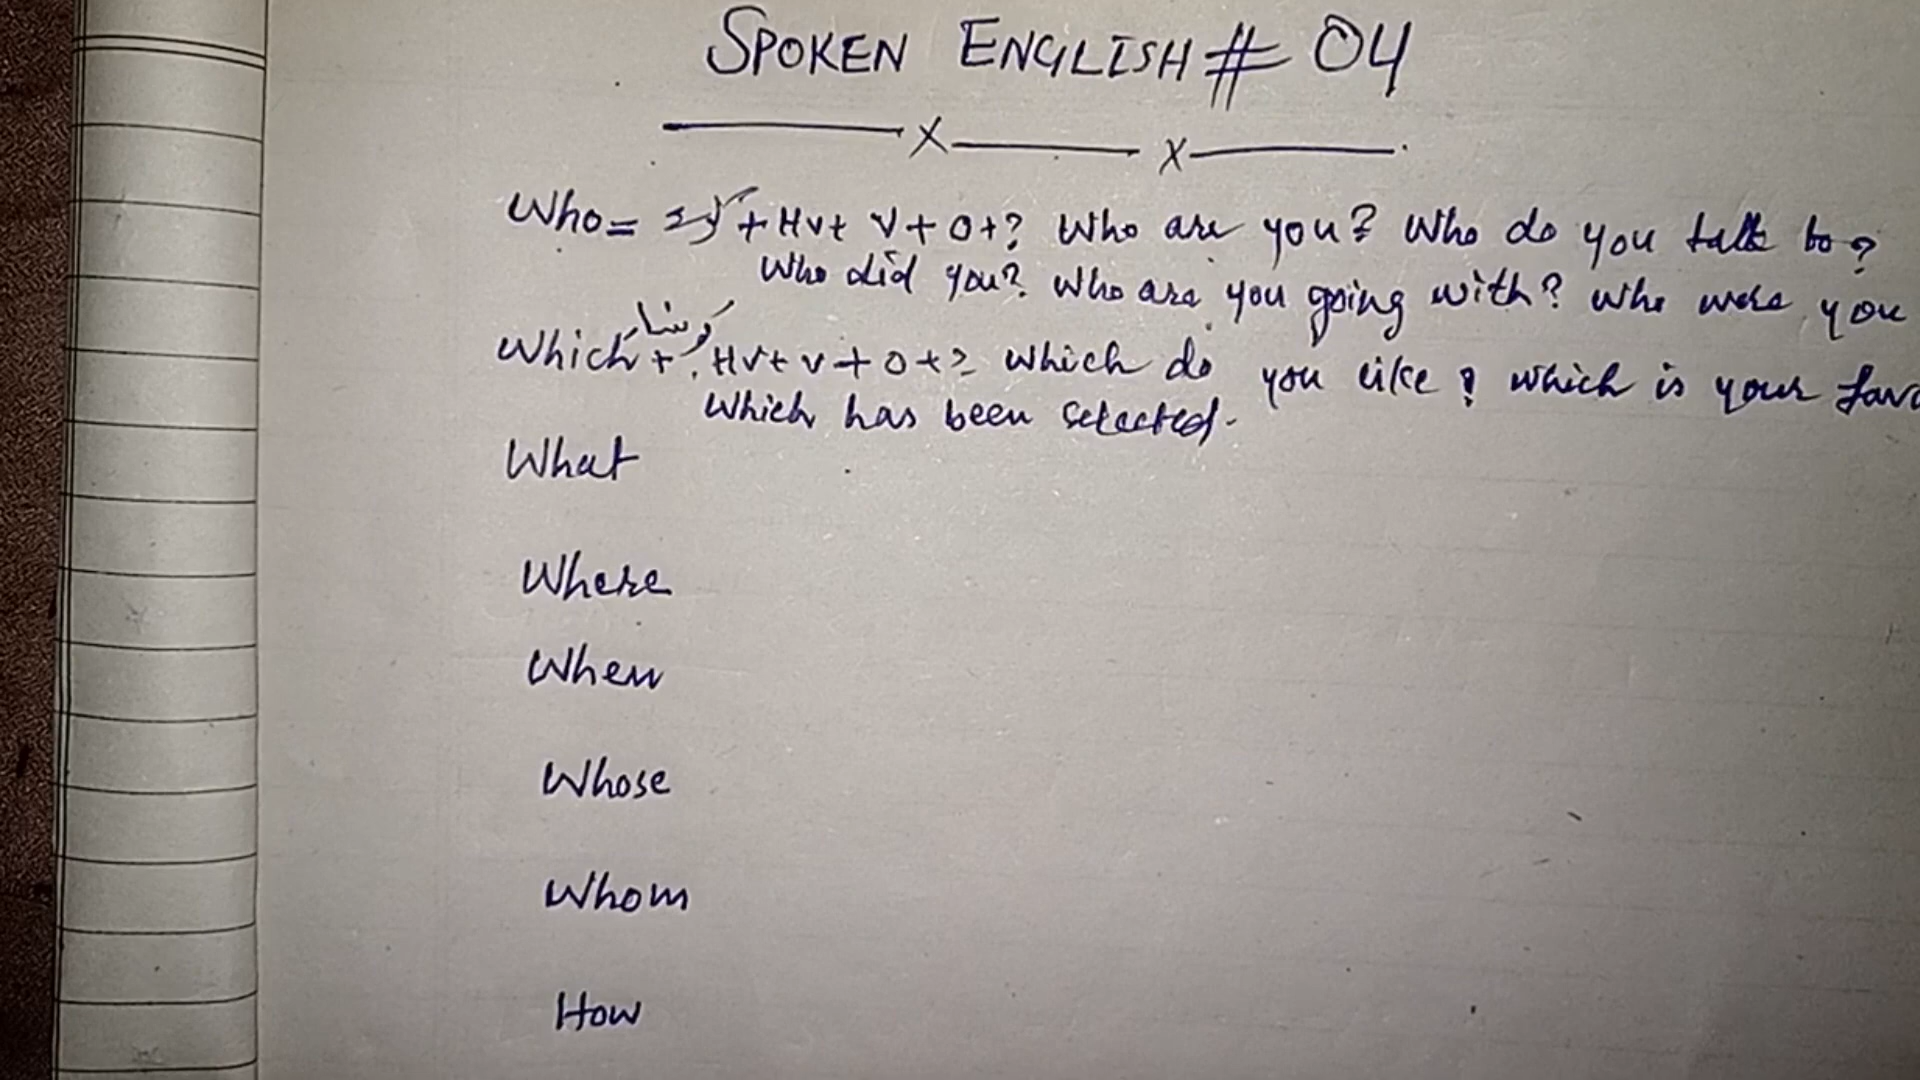 SPOKEN ENGLISH # 04
Who = + Hv + V + O + ? Who are you? Who do you talk to?
Who did you? Who are you going with? Who were you
کونسا
Which + Hv + v + O + ? which do you like? which is your favo
Which has been selected.
What
Where
When
Whose
Whom
How